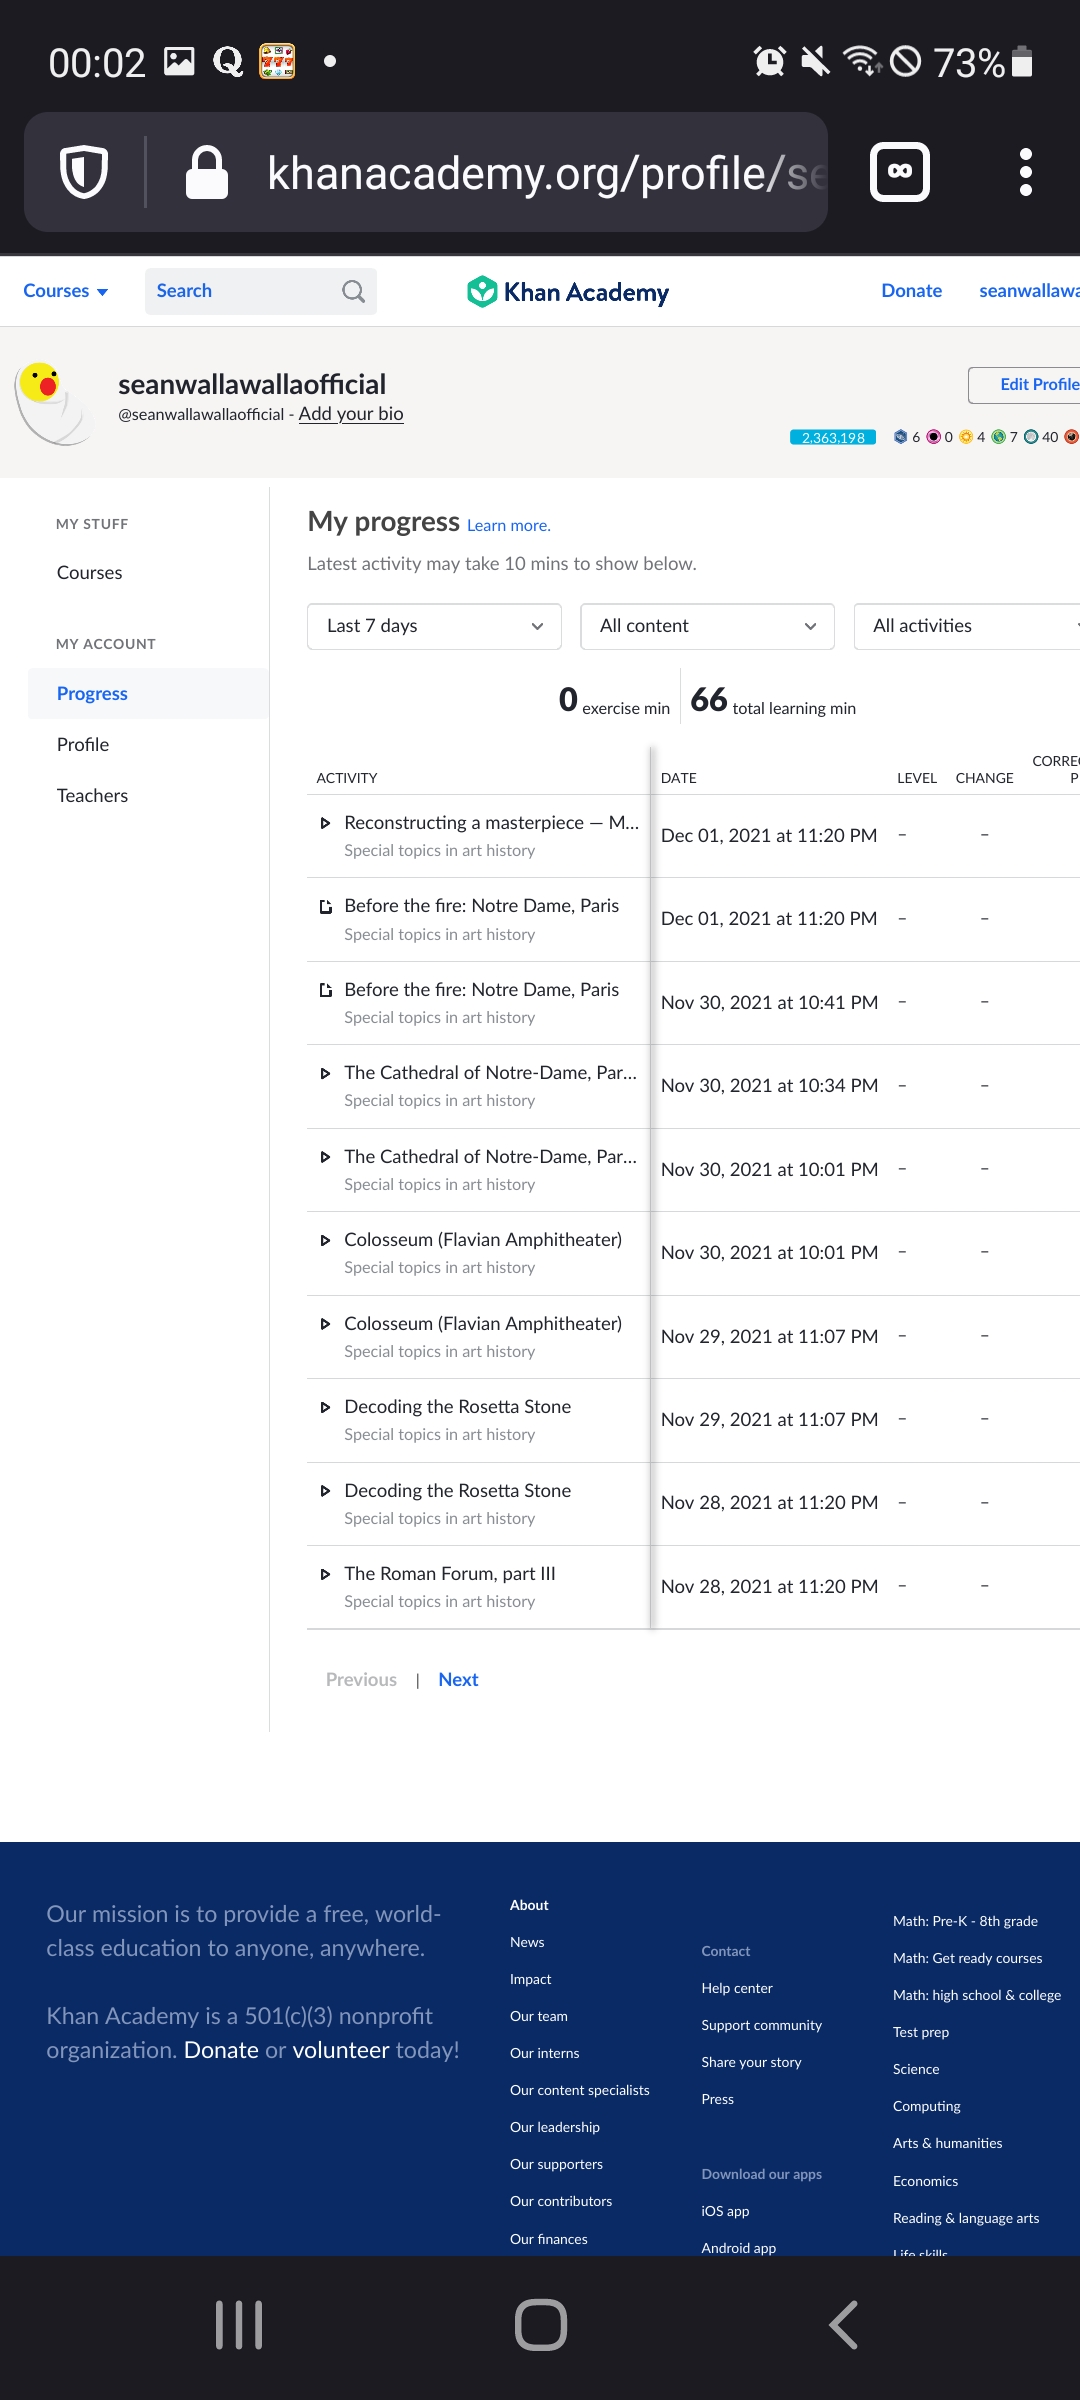 00:02
73%
khanacademy.org/profile/se
Courses
Search
Khan Academy
Donate
seanwallawa
seanwallawallaofficial
@seanwallawallaofficial - Add your bio
Edit Profile
2,363,198
6 0 4 7 40
MY STUFF
Courses
MY ACCOUNT
Progress
Profile
Teachers
My progress Learn more.
Latest activity may take 10 mins to show below.
Last 7 days
All content
All activities
0 exercise min
66 total learning min
ACTIVITY DATE LEVEL CHANGE CORREC
P
Reconstructing a masterpiece — M...
Special topics in art history
Dec 01, 2021 at 11:20 PM – –
Before the fire: Notre Dame, Paris
Special topics in art history
Dec 01, 2021 at 11:20 PM – –
Before the fire: Notre Dame, Paris
Special topics in art history
Nov 30, 2021 at 10:41 PM – –
The Cathedral of Notre-Dame, Par...
Special topics in art history
Nov 30, 2021 at 10:34 PM – –
The Cathedral of Notre-Dame, Par...
Special topics in art history
Nov 30, 2021 at 10:01 PM – –
Colosseum (Flavian Amphitheater)
Special topics in art history
Nov 30, 2021 at 10:01 PM – –
Colosseum (Flavian Amphitheater)
Special topics in art history
Nov 29, 2021 at 11:07 PM – –
Decoding the Rosetta Stone
Special topics in art history
Nov 29, 2021 at 11:07 PM – –
Decoding the Rosetta Stone
Special topics in art history
Nov 28, 2021 at 11:20 PM – –
The Roman Forum, part III
Special topics in art history
Nov 28, 2021 at 11:20 PM – –
Previous | Next
Our mission is to provide a free, world-
class education to anyone, anywhere.
Khan Academy is a 501(c)(3) nonprofit
organization. Donate or volunteer today!
About
News
Impact
Our team
Our interns
Our content specialists
Our leadership
Our supporters
Our contributors
Our finances
Contact
Help center
Support community
Share your story
Press
Download our apps
iOS app
Android app
Math: Pre-K - 8th grade
Math: Get ready courses
Math: high school & college
Test prep
Science
Computing
Arts & humanities
Economics
Reading & language arts
Life skills